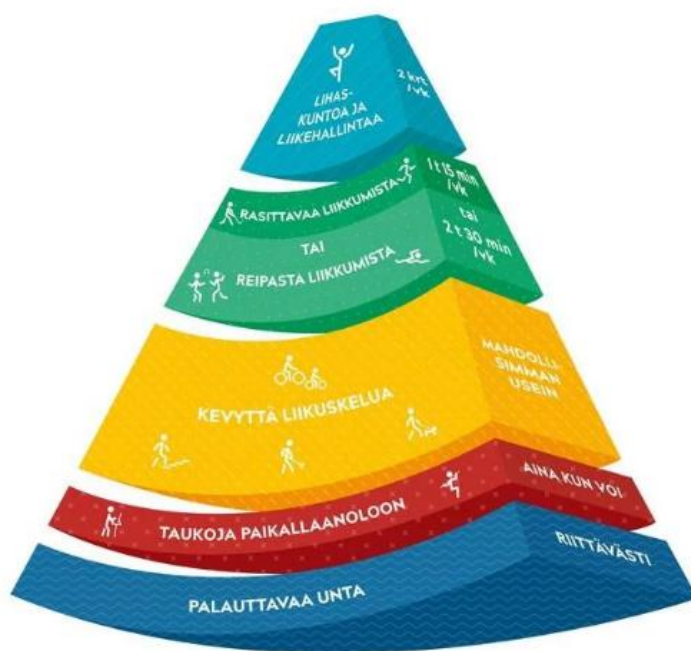 LIHAS-
KUNTOA JA
LIIKEHALLINTAA
2 krt
/vk
RASITTAVAA LIIKKUMISTA
1 t 15 min
/vk
TAI
REIPASTA LIIKKUMISTA
tai
2 t 30 min
/vk
KEVYTTÄ LIIKUSKELUA
MAHDOLLI-
SIMMAN
USEIN
TAUKOJA PAIKALLAANOLOON
AINA KUN VOI
PALAUTTAVAA UNTA
RIITTÄVÄSTI